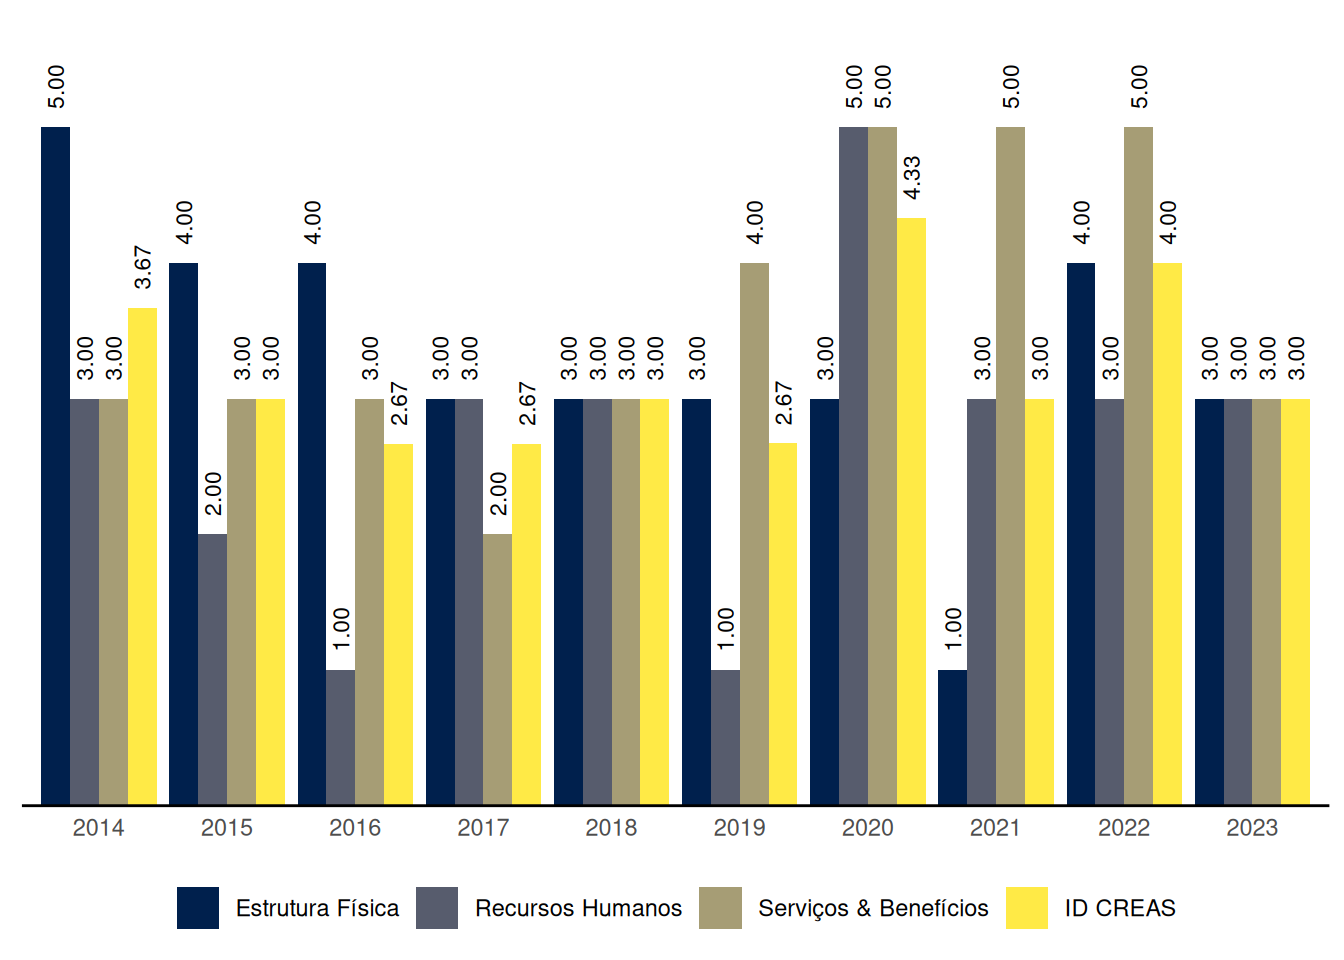 5.00 3.00 3.00 3.67 4.00 2.00 3.00 3.00 4.00 1.00 3.00 2.67 3.00 3.00 2.00 2.67 3.00 3.00 3.00 3.00 3.00 1.00 4.00 2.67 3.00 5.00 5.00 4.33 1.00 3.00 5.00 3.00 4.00 3.00 5.00 4.00 3.00 3.00 3.00 3.00
2014 2015 2016 2017 2018 2019 2020 2021 2022 2023
Estrutura Física Recursos Humanos Serviços & Benefícios ID CREAS